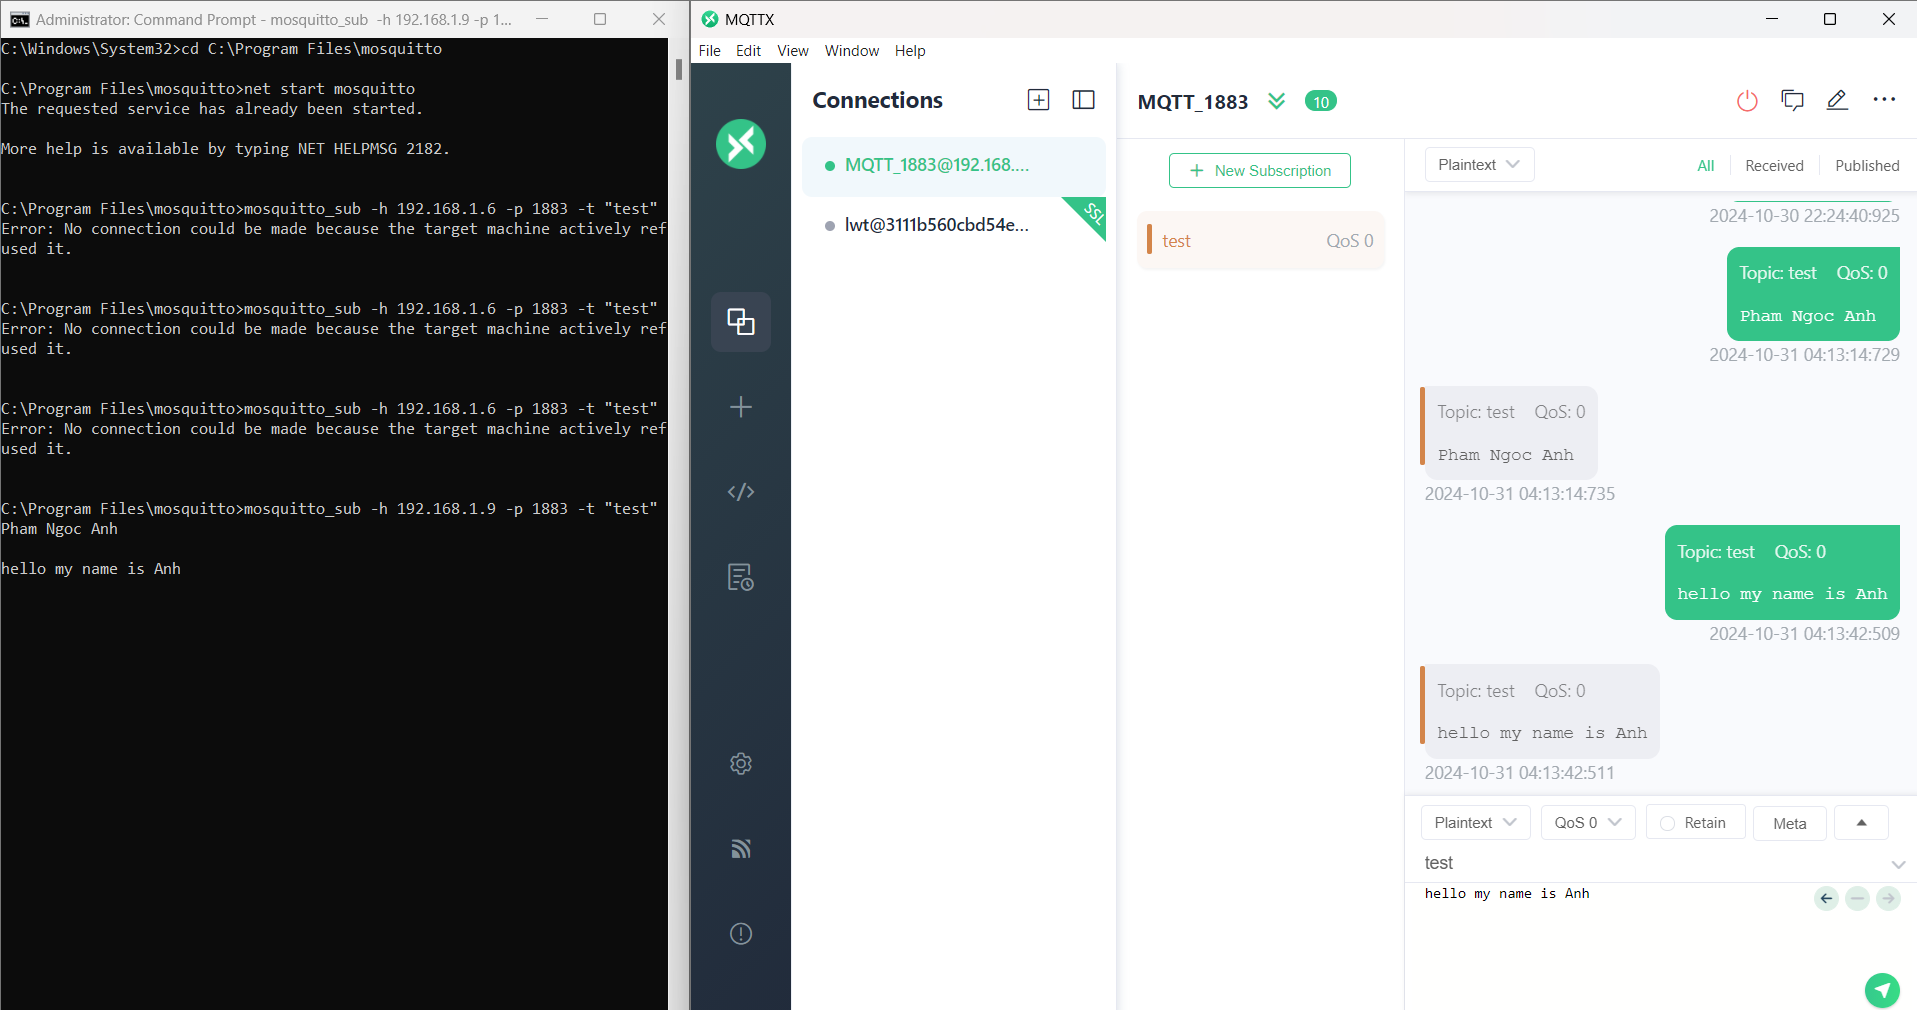 Administrator: Command Prompt - mosquitto_sub -h 192.168.1.9 -p 1...
C:\Windows\System32>cd C:\Program Files\mosquitto
C:\Program Files\mosquitto>net start mosquitto
The requested service has already been started.
More help is available by typing NET HELPMSG 2182.
C:\Program Files\mosquitto>mosquitto_sub -h 192.168.1.6 -p 1883 -t "test"
Error: No connection could be made because the target machine actively ref
used it.
C:\Program Files\mosquitto>mosquitto_sub -h 192.168.1.6 -p 1883 -t "test"
Error: No connection could be made because the target machine actively ref
used it.
C:\Program Files\mosquitto>mosquitto_sub -h 192.168.1.6 -p 1883 -t "test"
Error: No connection could be made because the target machine actively ref
used it.
C:\Program Files\mosquitto>mosquitto_sub -h 192.168.1.9 -p 1883 -t "test"
Pham Ngoc Anh
hello my name is Anh
MQTTX
File Edit View Window Help
Connections
MQTT_1883@192.168....
lwt@3111b560cbd54e...
SSL
MQTT_1883 10
New Subscription
test QoS 0
Plaintext All Received Published
2024-10-30 22:24:40:925
Topic: test QoS: 0
Pham Ngoc Anh
2024-10-31 04:13:14:729
Topic: test QoS: 0
Pham Ngoc Anh
2024-10-31 04:13:14:735
Topic: test QoS: 0
hello my name is Anh
2024-10-31 04:13:42:509
Topic: test QoS: 0
hello my name is Anh
2024-10-31 04:13:42:511
Plaintext QoS 0 Retain Meta
test
hello my name is Anh